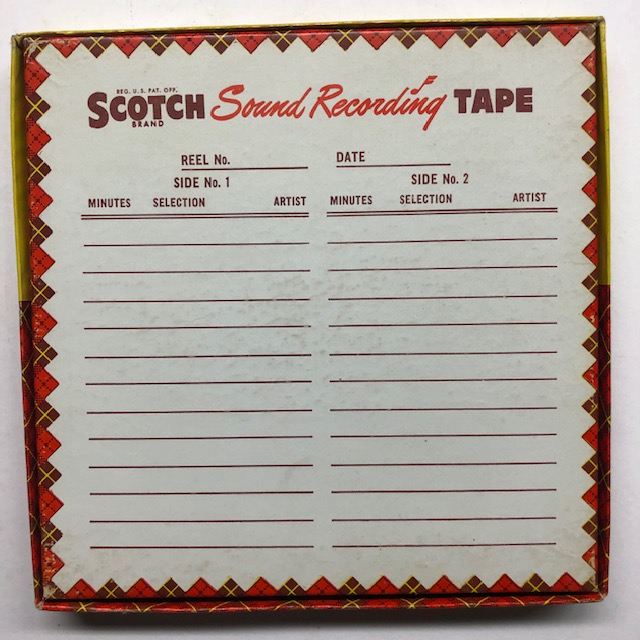 REG. U.S. PAT. OFF.
SCOTCH Sound Recording TAPE
BRAND
REEL No. DATE
SIDE No. 1 SIDE No. 2
MINUTES SELECTION ARTIST MINUTES SELECTION ARTIST